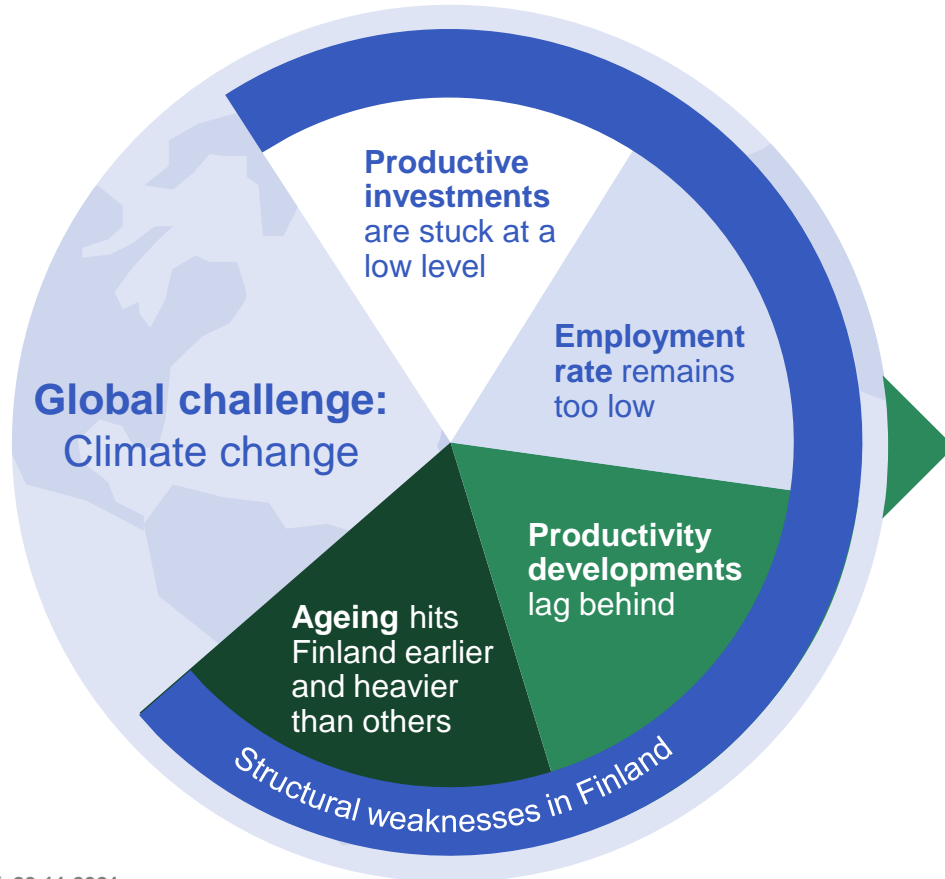 Productive
investments
are stuck at a
low level
Employment
rate remains
too low
Global challenge:
Climate change
Productivity
developments
lag behind
Ageing hits
Finland earlier
and heavier
than others
Structural weaknesses in Finland